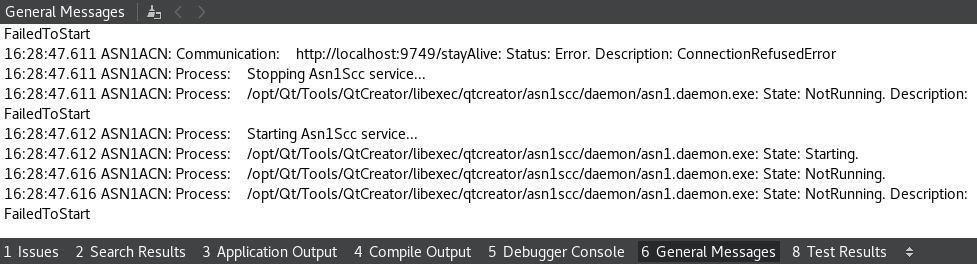 General Messages
FailedToStart
16:28:47.611 ASN1ACN: Communication: http://localhost:9749/stayAlive: Status: Error. Description: ConnectionRefusedError
16:28:47.611 ASN1ACN: Process: Stopping Asn1Scc service...
16:28:47.611 ASN1ACN: Process: /opt/Qt/Tools/QtCreator/libexec/qtcreator/asn1scc/daemon/asn1.daemon.exe: State: NotRunning. Description:
FailedToStart
16:28:47.612 ASN1ACN: Process: Starting Asn1Scc service...
16:28:47.612 ASN1ACN: Process: /opt/Qt/Tools/QtCreator/libexec/qtcreator/asn1scc/daemon/asn1.daemon.exe: State: Starting.
16:28:47.616 ASN1ACN: Process: /opt/Qt/Tools/QtCreator/libexec/qtcreator/asn1scc/daemon/asn1.daemon.exe: State: NotRunning.
16:28:47.616 ASN1ACN: Process: /opt/Qt/Tools/QtCreator/libexec/qtcreator/asn1scc/daemon/asn1.daemon.exe: State: NotRunning. Description:
FailedToStart
1 Issues 2 Search Results 3 Application Output 4 Compile Output 5 Debugger Console 6 General Messages 8 Test Results